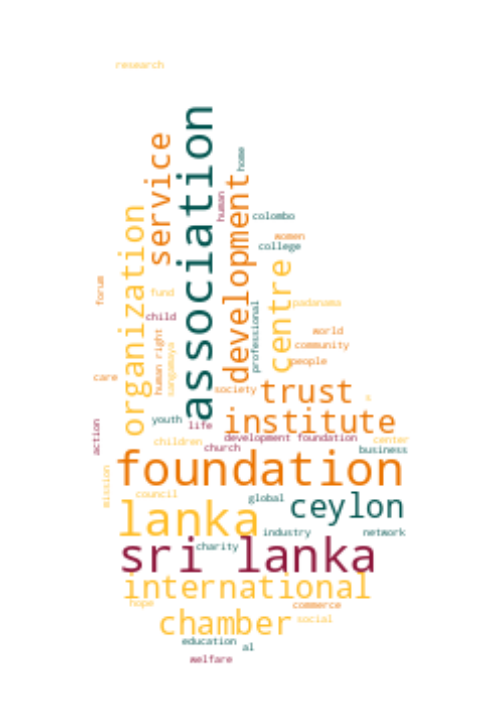 research
association
service
home
development
human
organization
colombo
women
college
centre
forum
fund
padanama
child
professional
world
human right
sangamaya
community
people
care
society
trust
s
youth
life
institute
action
development foundation
children
church
center
business
foundation
mission
council
global
ceylon
lanka
industry
network
charity
sri lanka
international
hope
commerce
chamber
social
education
al
welfare